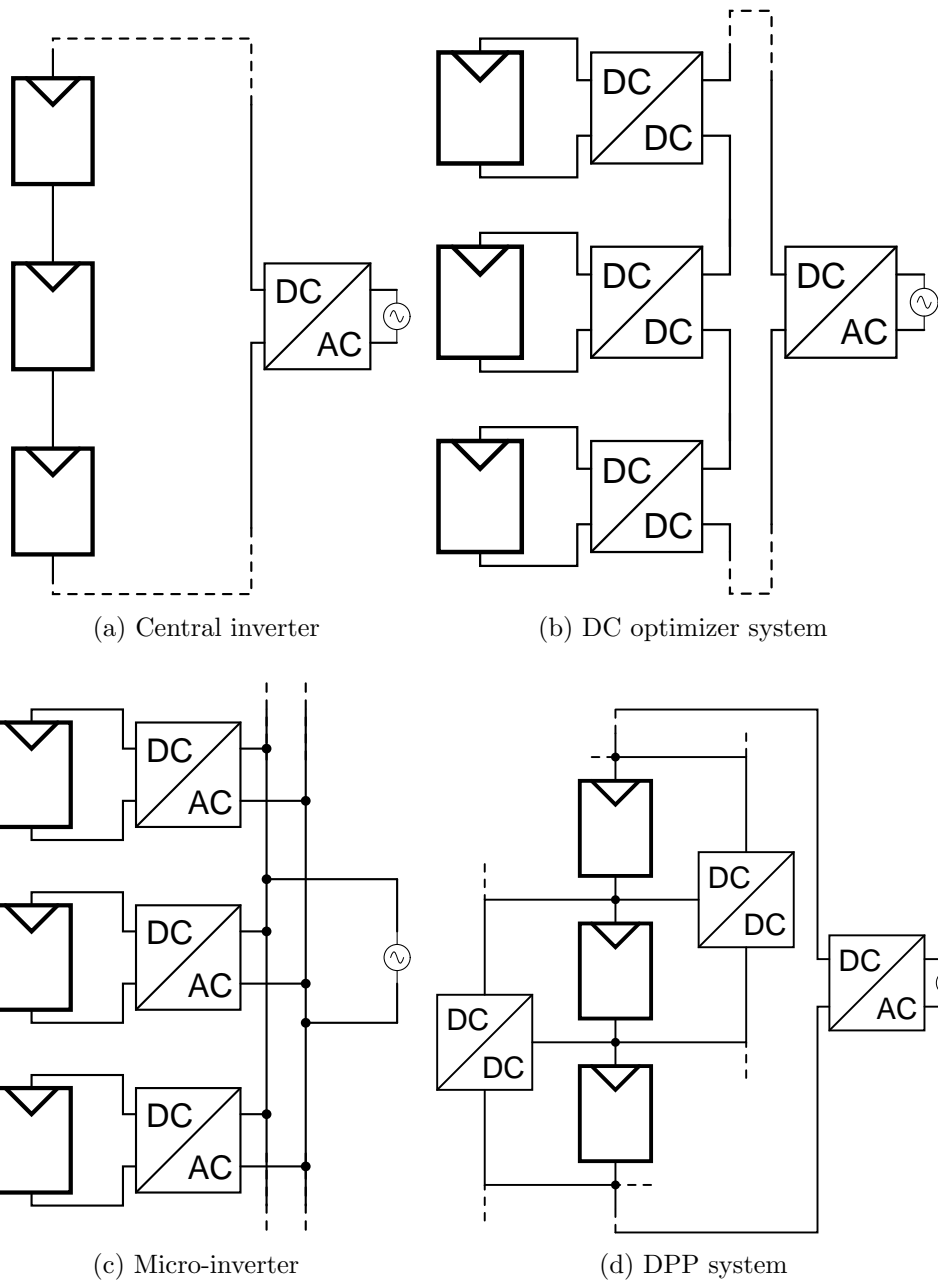 DC
AC
DC
DC
DC
DC
DC
DC
DC
AC
(a) Central inverter
(b) DC optimizer system
DC
AC
DC
AC
DC
AC
DC
DC
DC
DC
DC
AC
(c) Micro-inverter
(d) DPP system